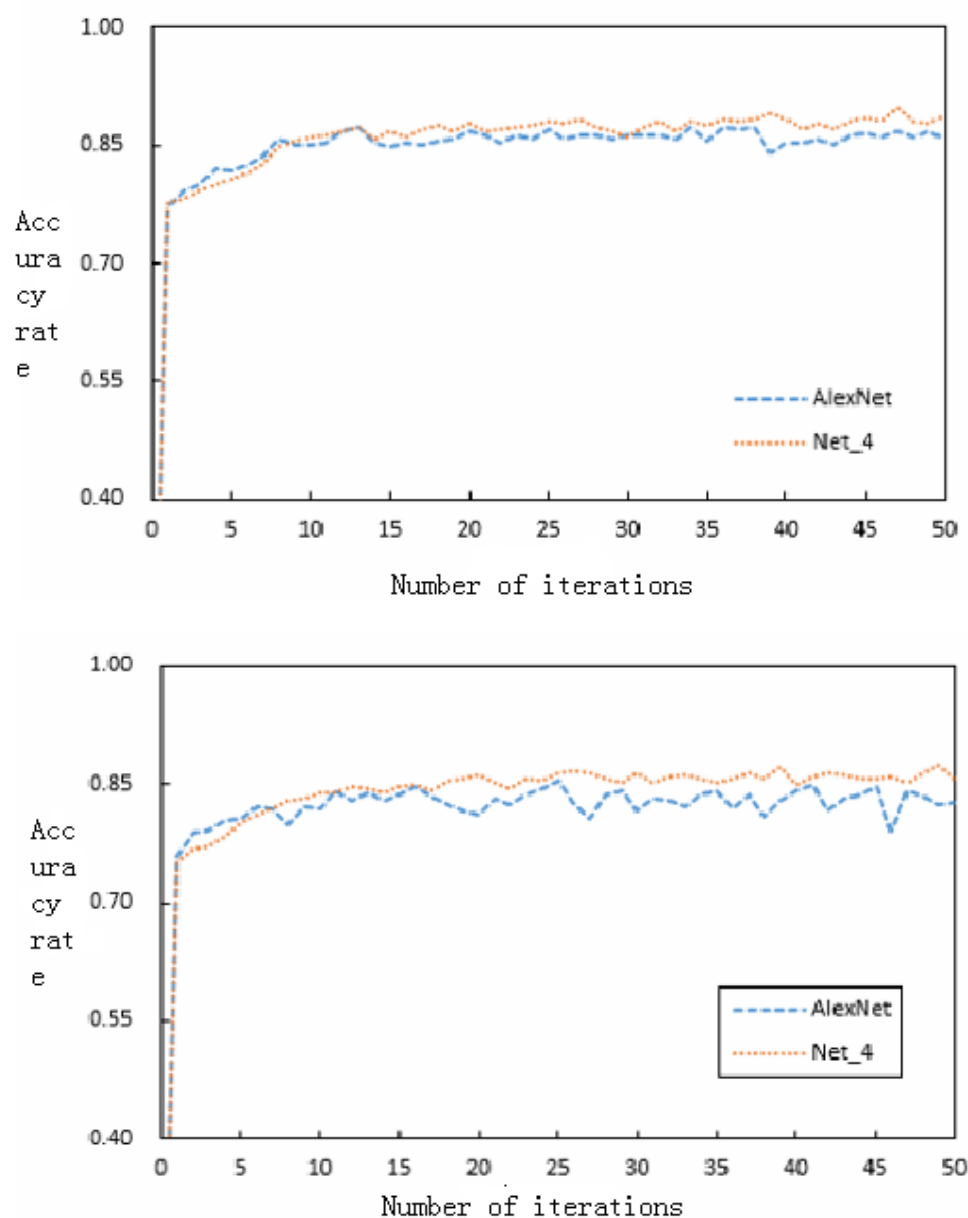 1.00
0.85
0.70
0.55
0.40
Acc
ura
cy
rat
e
AlexNet
Net_4
0 5 10 15 20 25 30 35 40 45 50
Number of iterations
1.00
0.85
0.70
0.55
0.40
Acc
ura
cy
rat
e
AlexNet
Net_4
0 5 10 15 20 25 30 35 40 45 50
Number of iterations